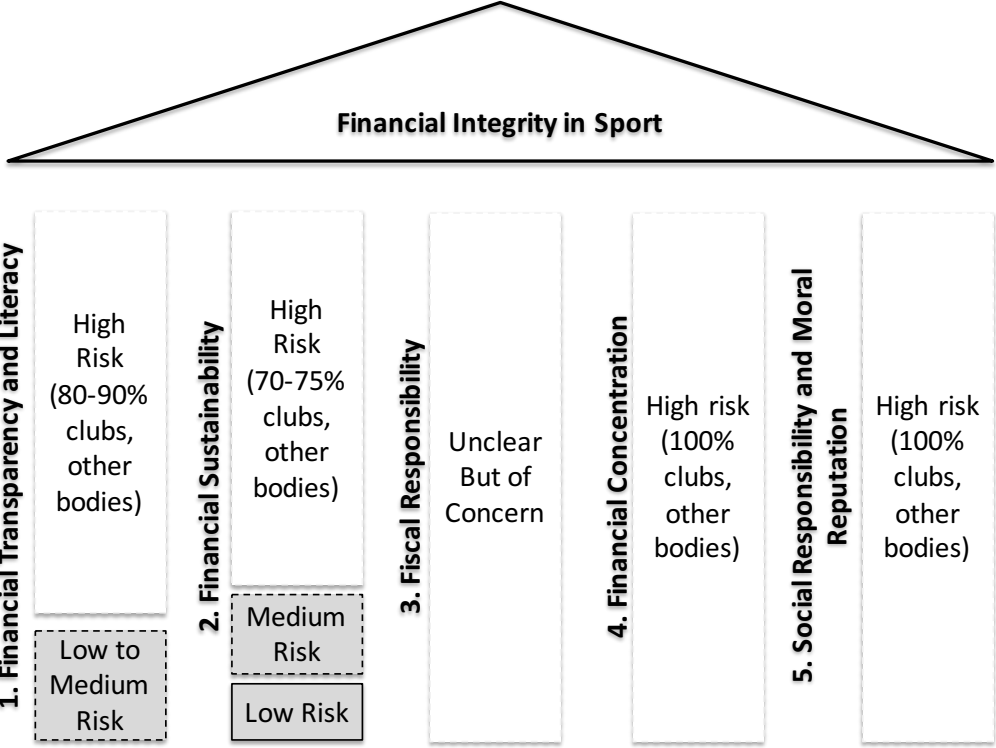 Financial Integrity in Sport
1. Financial Transparency and Literacy
High
Risk
(80-90%
clubs,
other
bodies)
Low to
Medium
Risk
2. Financial Sustainability
High
Risk
(70-75%
clubs,
other
bodies)
Medium
Risk
Low Risk
3. Fiscal Responsibility
Unclear
But of
Concern
4. Financial Concentration
High risk
(100%
clubs,
other
bodies)
5. Social Responsibility and Moral
Reputation
High risk
(100%
clubs,
other
bodies)